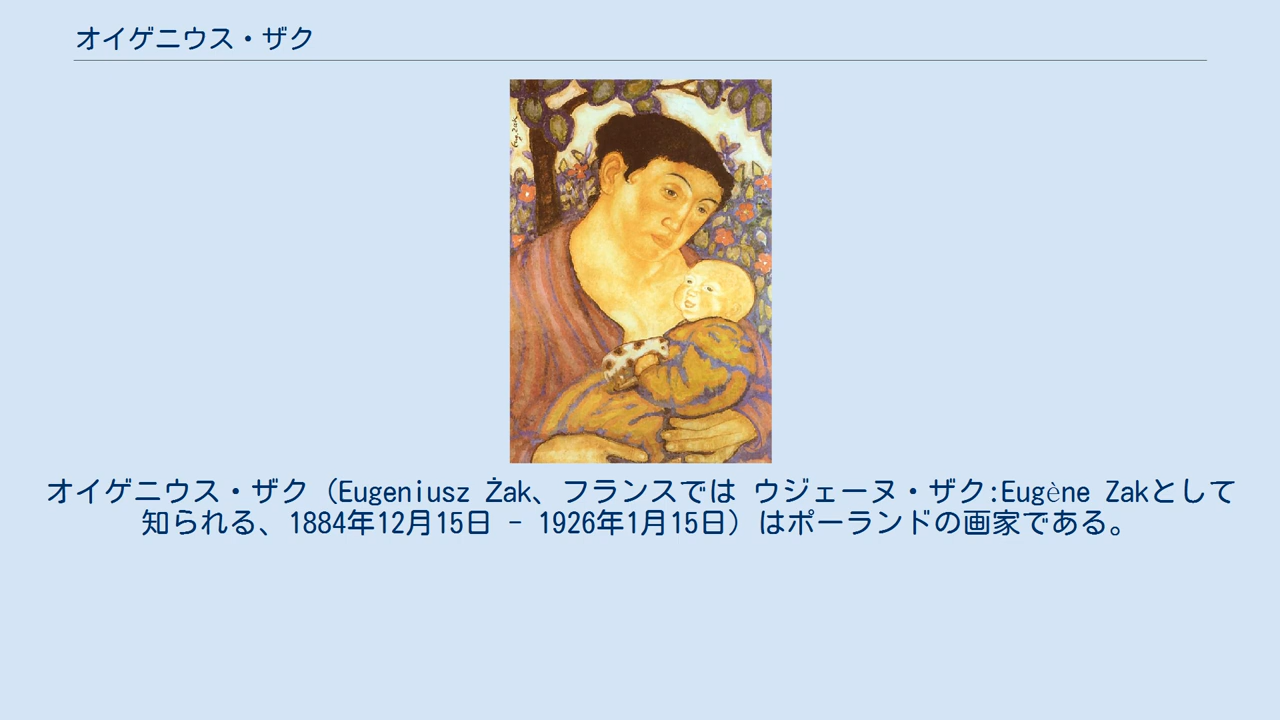 オイゲニウス・ザク
Eug. Zak
オイゲニウス・ザク（Eugeniusz Żak、フランスでは ウジェーヌ・ザク:Eugène Zakとして
知られる、1884年12月15日 - 1926年1月15日）はポーランドの画家である。